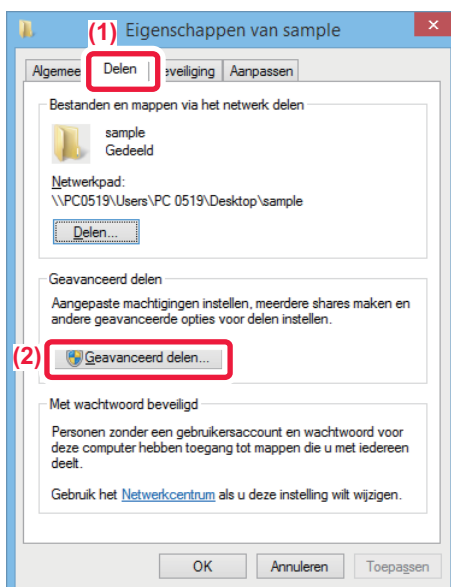 (1) Eigenschappen van sample
Algemee Delen eveiliging Aanpassen
Bestanden en mappen via het netwerk delen
sample
Gedeeld
Netwerkpad:
\\PC0519\Users\PC 0519\Desktop\sample
Delen...
Geavanceerd delen
Aangepaste machtigingen instellen, meerdere shares maken en
andere geavanceerde opties voor delen instellen.
(2) Geavanceerd delen...
Met wachtwoord beveiligd
Personen zonder een gebruikersaccount en wachtwoord voor
deze computer hebben toegang tot mappen die u met iedereen
deelt.
Gebruik het Netwerkcentrum als u deze instelling wilt wijzigen.
OK Annuleren Toepassen